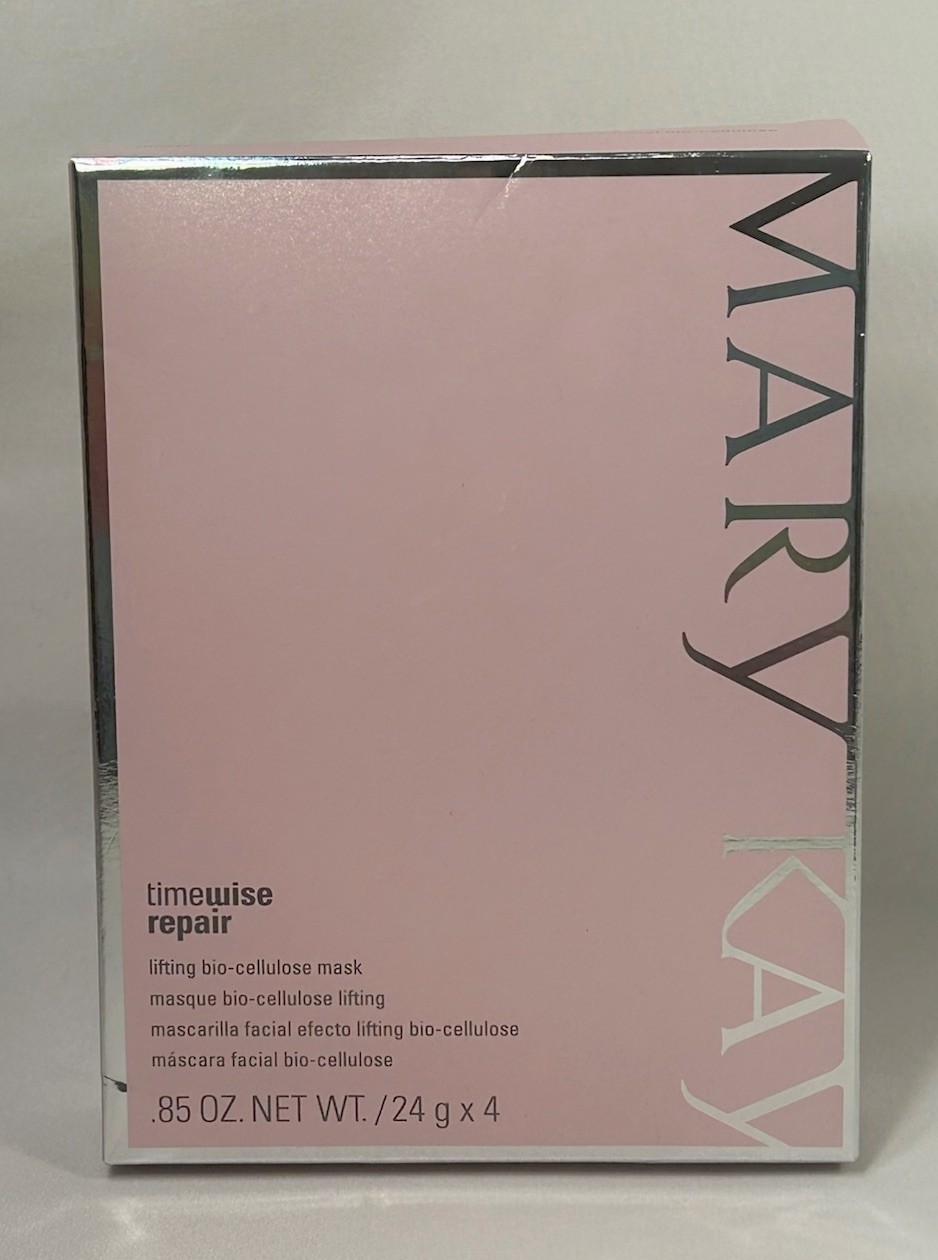 MARY KAY
timewise
repair
lifting bio-cellulose mask
masque bio-cellulose lifting
mascarilla facial efecto lifting bio-cellulose
máscara facial bio-cellulose
.85 OZ. NET WT. / 24 g x 4